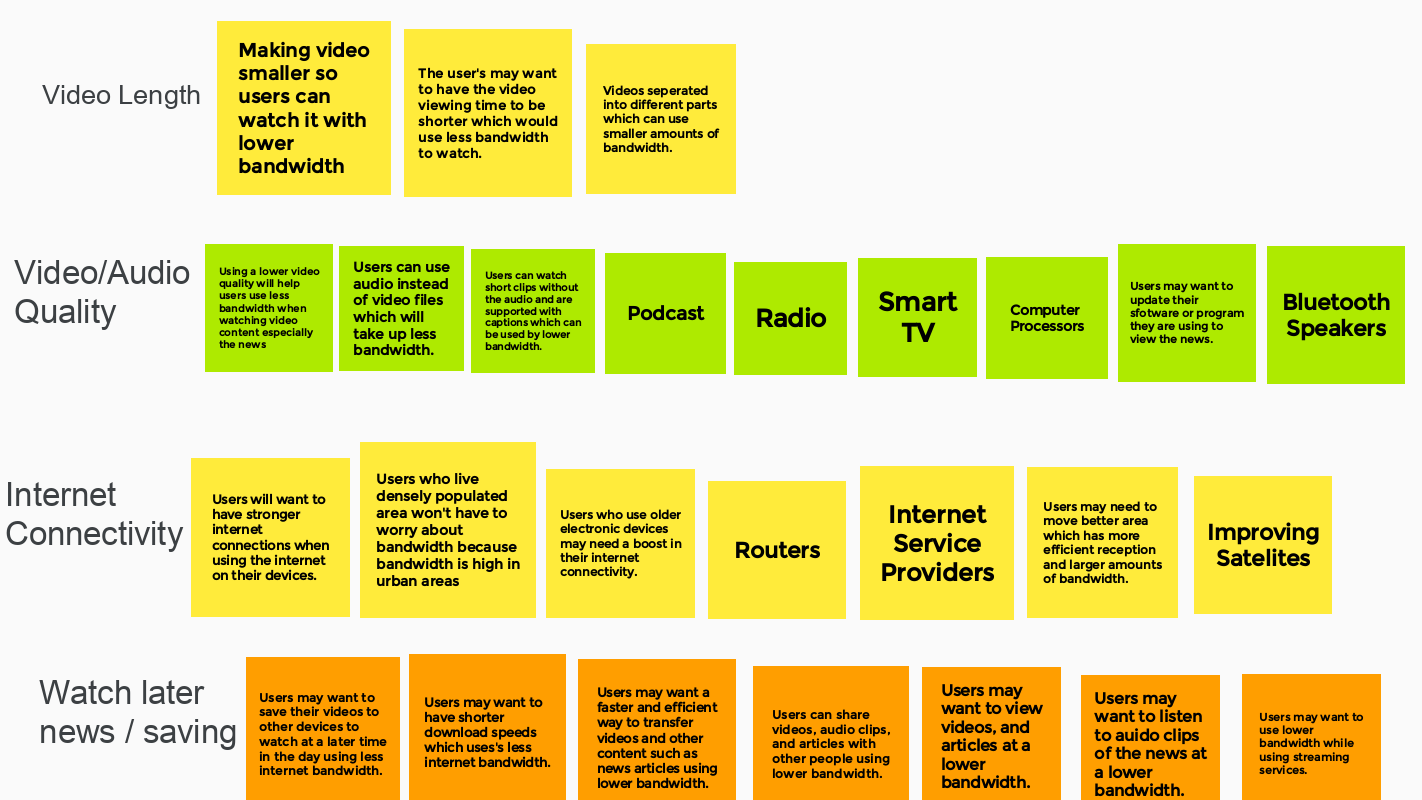 Video Length
Making video
smaller so
users can
watch it with
lower
bandwidth
The user's may want
to have the video
viewing time to be
shorter which would
use less bandwidth
to watch.
Videos seperated
into different parts
which can use
smaller amounts of
bandwidth.
Video/Audio
Quality
Using a lower video
quality will help
users use less
bandwidth when
watching video
content especially
the news
Users can use
audio instead
of video files
which will
take up less
bandwidth.
Users can watch
short clips without
the audio and are
supported with
captions which can
be used by lower
bandwidth.
Podcast
Radio
Smart
TV
Computer
Processors
Users may want to
update their
sfotware or program
they are using to
view the news.
Bluetooth
Speakers
Internet
Connectivity
Users will want to
have stronger
internet
connections when
using the internet
on their devices.
Users who live
densely populated
area won't have to
worry about
bandwidth because
bandwidth is high in
urban areas
Users who use older
electronic devices
may need a boost in
their internet
connectivity.
Routers
Internet
Service
Providers
Users may need to
move better area
which has more
efficient reception
and larger amounts
of bandwidth.
Improving
Satelites
Watch later
news / saving
Users may want to
save their videos to
other devices to
watch at a later time
in the day using less
internet bandwidth.
Users may want to
have shorter
download speeds
which uses's less
internet bandwidth.
Users may want a
faster and efficient
way to transfer
videos and other
content such as
news articles using
lower bandwidth.
Users can share
videos, audio clips,
and articles with
other people using
lower bandwidth.
Users may
want to view
videos, and
articles at a
lower
bandwidth.
Users may
want to listen
to auido clips
of the news at
a lower
bandwidth.
Users may want to
use lower
bandwidth while
using streaming
services.